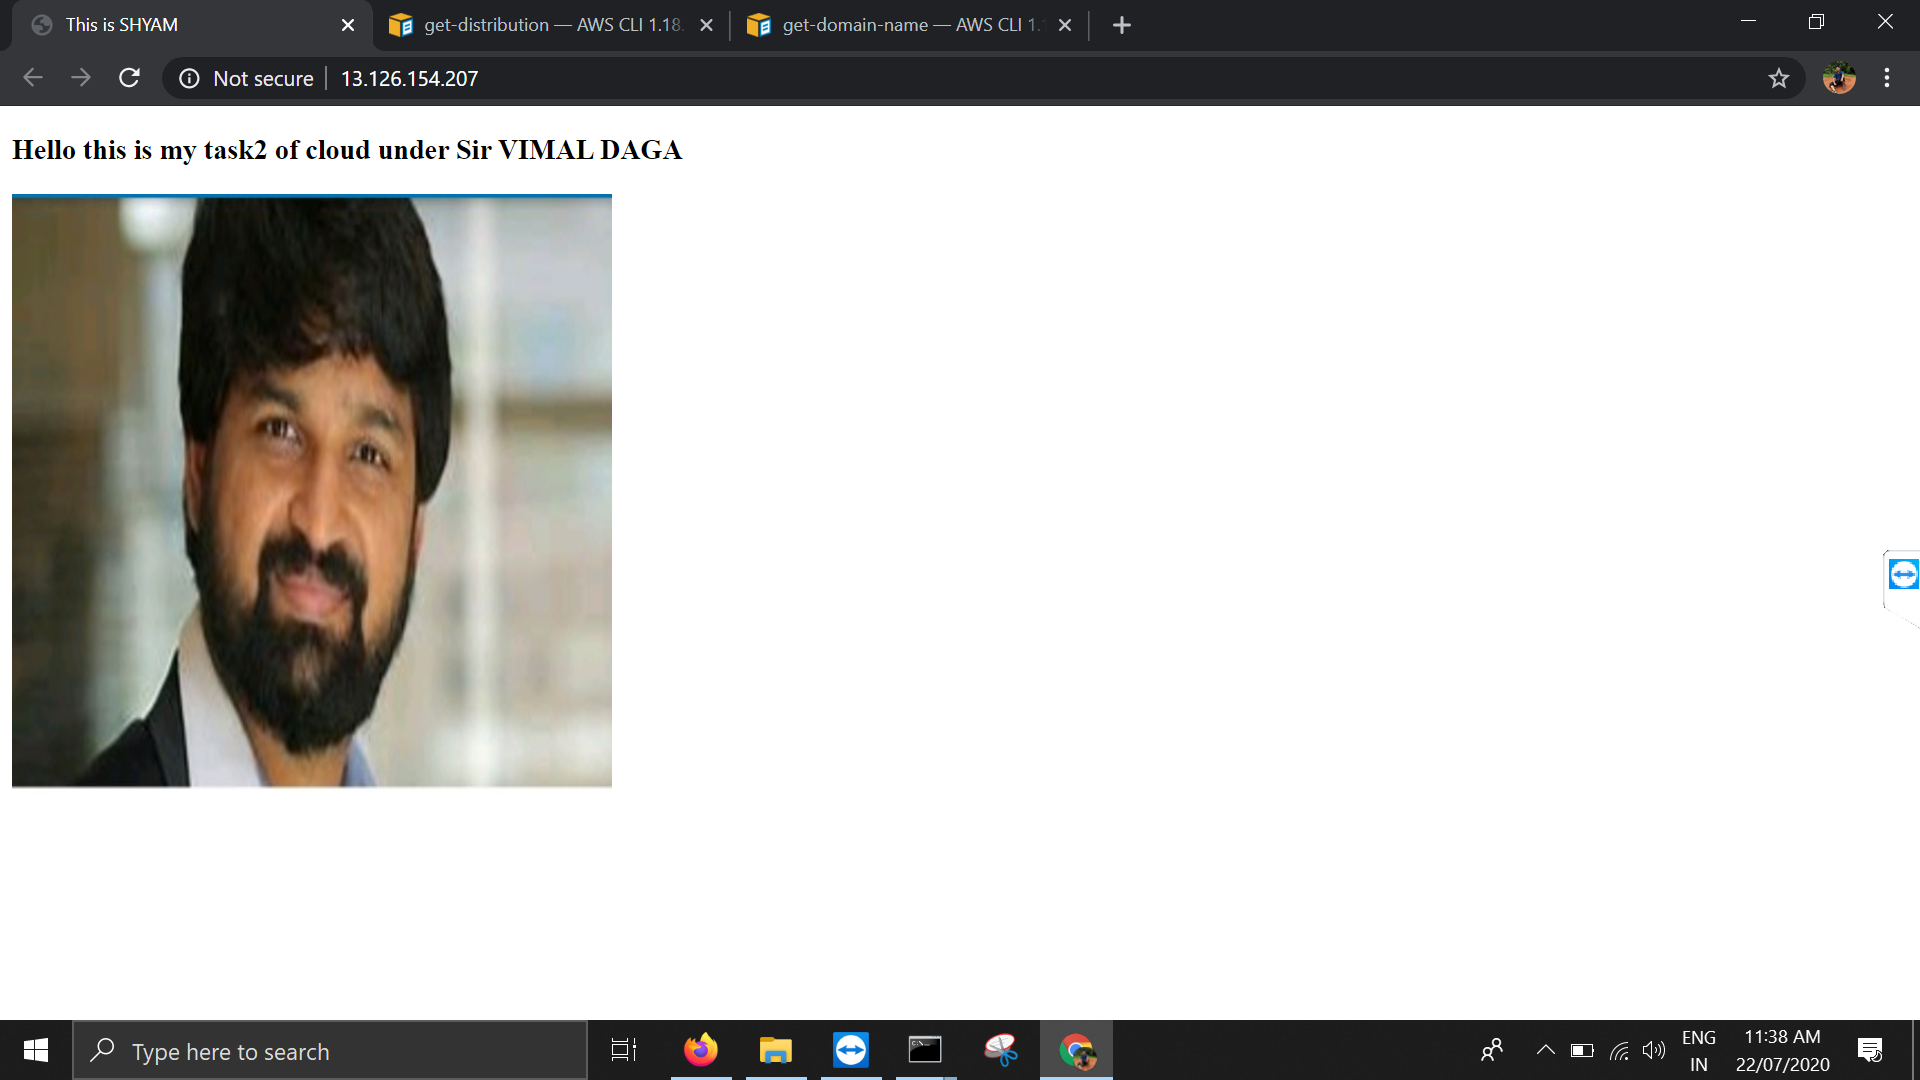 This is SHYAM
get-distribution — AWS CLI 1.18.
get-domain-name — AWS CLI 1.
Not secure
13.126.154.207
Hello this is my task2 of cloud under Sir VIMAL DAGA
Type here to search
ENG
IN
11:38 AM
22/07/2020